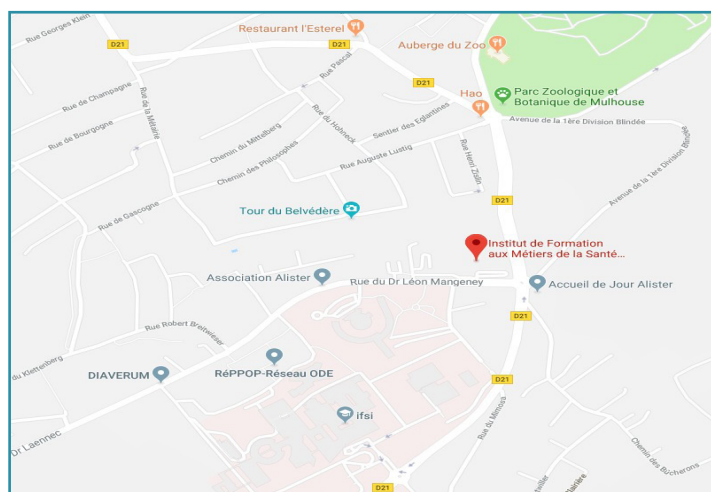 Rue Georges Klein
D21
Restaurant l'Esterel
D21
Auberge du Zoo
Rue Pascal
Hao
Parc Zoologique et
Botanique de Mulhouse
Rue de Champagne
Rue de la Mertzau
Rue du Hohneck
Avenue de la 1ère Division Blindée
Rue de Bourgogne
Chemin du Mittelberg
Sentier des Eglantines
Chemin des Philosophes
Rue Auguste Lustig
Rue Henri Zislin
Avenue de la 1ère Division Blindée
Rue de Gascogne
Tour du Belvédère
D21
Institut de Formation
aux Métiers de la Santé...
Association Alister
Rue du Dr Léon Mangeney
Accueil de Jour Alister
Rue Robert Breitwieser
D21
du Klettenberg
DIAVERUM
RéPPOP-Réseau ODE
D21
ifsi
Rue du Mimosa
Dr Laennec
Chemin des Bûcherons
D21